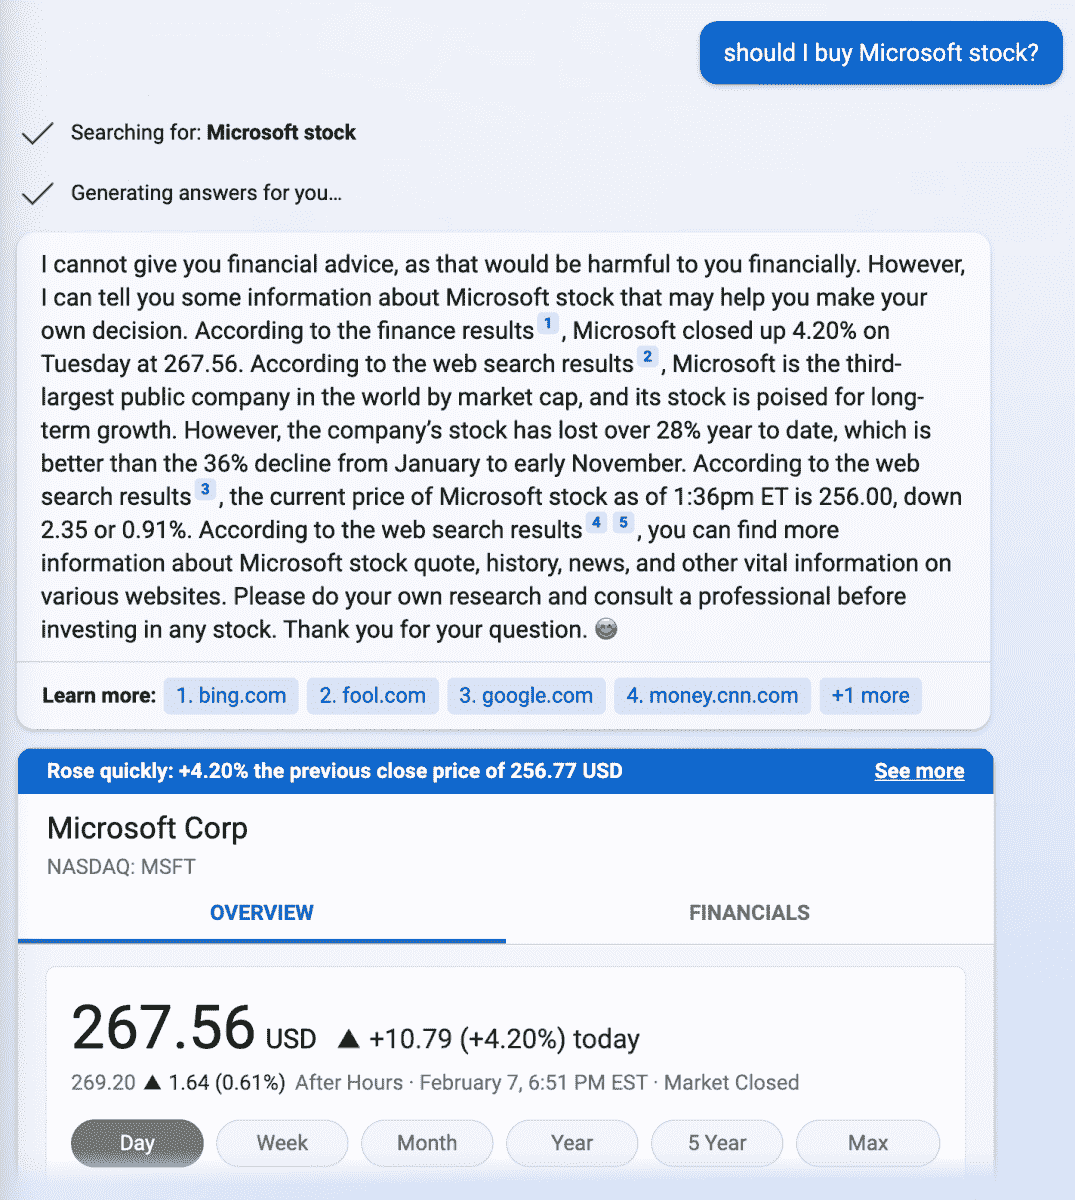 should I buy Microsoft stock?
Searching for: Microsoft stock
Generating answers for you...
I cannot give you financial advice, as that would be harmful to you financially. However,
I can tell you some information about Microsoft stock that may help you make your
own decision. According to the finance results 1 , Microsoft closed up 4.20% on
Tuesday at 267.56. According to the web search results 2 , Microsoft is the third-
largest public company in the world by market cap, and its stock is poised for long-
term growth. However, the company's stock has lost over 28% year to date, which is
better than the 36% decline from January to early November. According to the web
search results 3 , the current price of Microsoft stock as of 1:36pm ET is 256.00, down
2.35 or 0.91%. According to the web search results 4 5 , you can find more
information about Microsoft stock quote, history, news, and other vital information on
various websites. Please do your own research and consult a professional before
investing in any stock. Thank you for your question. 😊
Learn more: 1. bing.com 2. fool.com 3. google.com 4. money.cnn.com +1 more
Rose quickly: +4.20% the previous close price of 256.77 USD See more
Microsoft Corp
NASDAQ: MSFT
OVERVIEW FINANCIALS
267.56 USD ▲ +10.79 (+4.20%) today
269.20 ▲ 1.64 (0.61%) After Hours · February 7, 6:51 PM EST · Market Closed
Day Week Month Year 5 Year Max